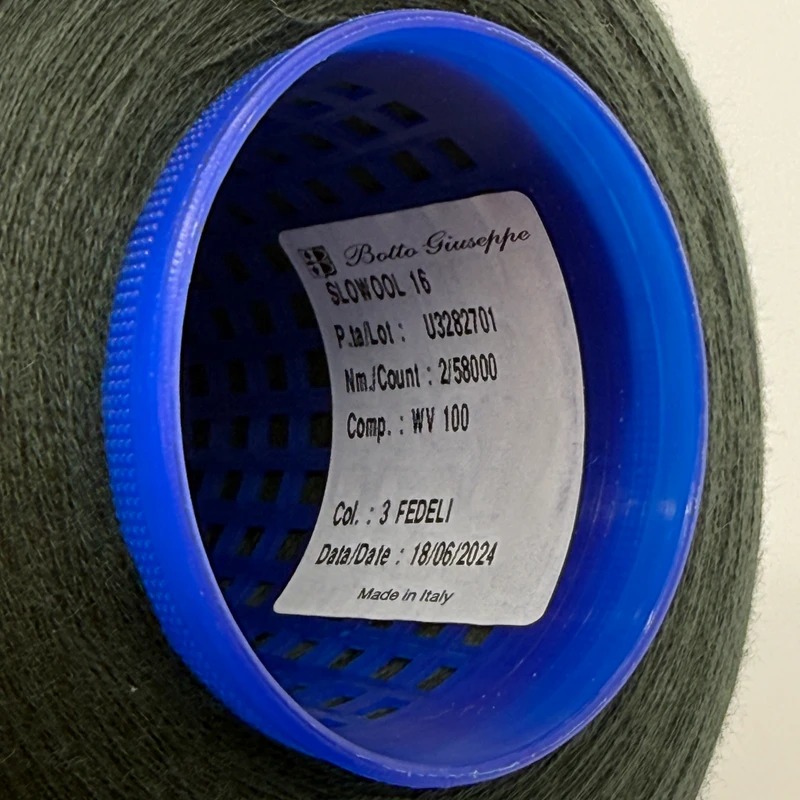 Botto Giuseppe
SLOWOOL 16
P.ta/Lot : U3282701
Nm./Count : 2/58000
Comp. : WV 100
Col. : 3 FEDELI
Data/Date : 18/06/2024
Made in Italy